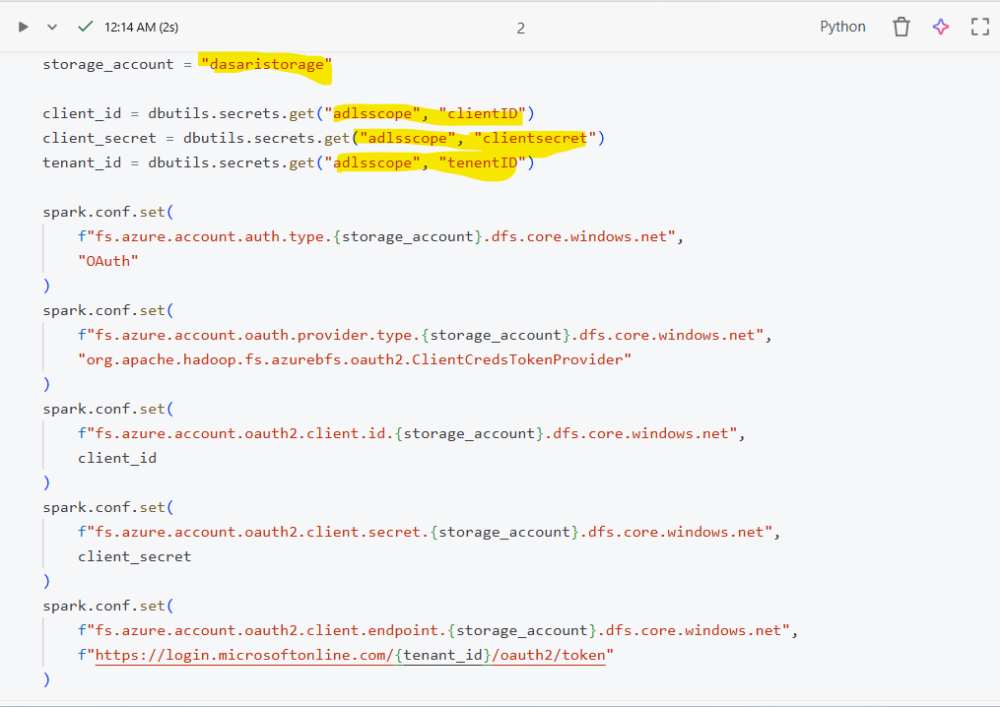 12:14 AM (2s)
2
Python
storage_account = "dasaristorage"
client_id = dbutils.secrets.get("adlsscope", "clientID")
client_secret = dbutils.secrets.get("adlsscope", "clientsecret")
tenant_id = dbutils.secrets.get("adlsscope", "tenentID")
spark.conf.set(
f"fs.azure.account.auth.type.{storage_account}.dfs.core.windows.net",
"OAuth"
)
spark.conf.set(
f"fs.azure.account.oauth.provider.type.{storage_account}.dfs.core.windows.net",
"org.apache.hadoop.fs.azurebfs.oauth2.ClientCredsTokenProvider"
)
spark.conf.set(
f"fs.azure.account.oauth2.client.id.{storage_account}.dfs.core.windows.net",
client_id
)
spark.conf.set(
f"fs.azure.account.oauth2.client.secret.{storage_account}.dfs.core.windows.net",
client_secret
)
spark.conf.set(
f"fs.azure.account.oauth2.client.endpoint.{storage_account}.dfs.core.windows.net",
f"https://login.microsoftonline.com/{tenant_id}/oauth2/token"
)